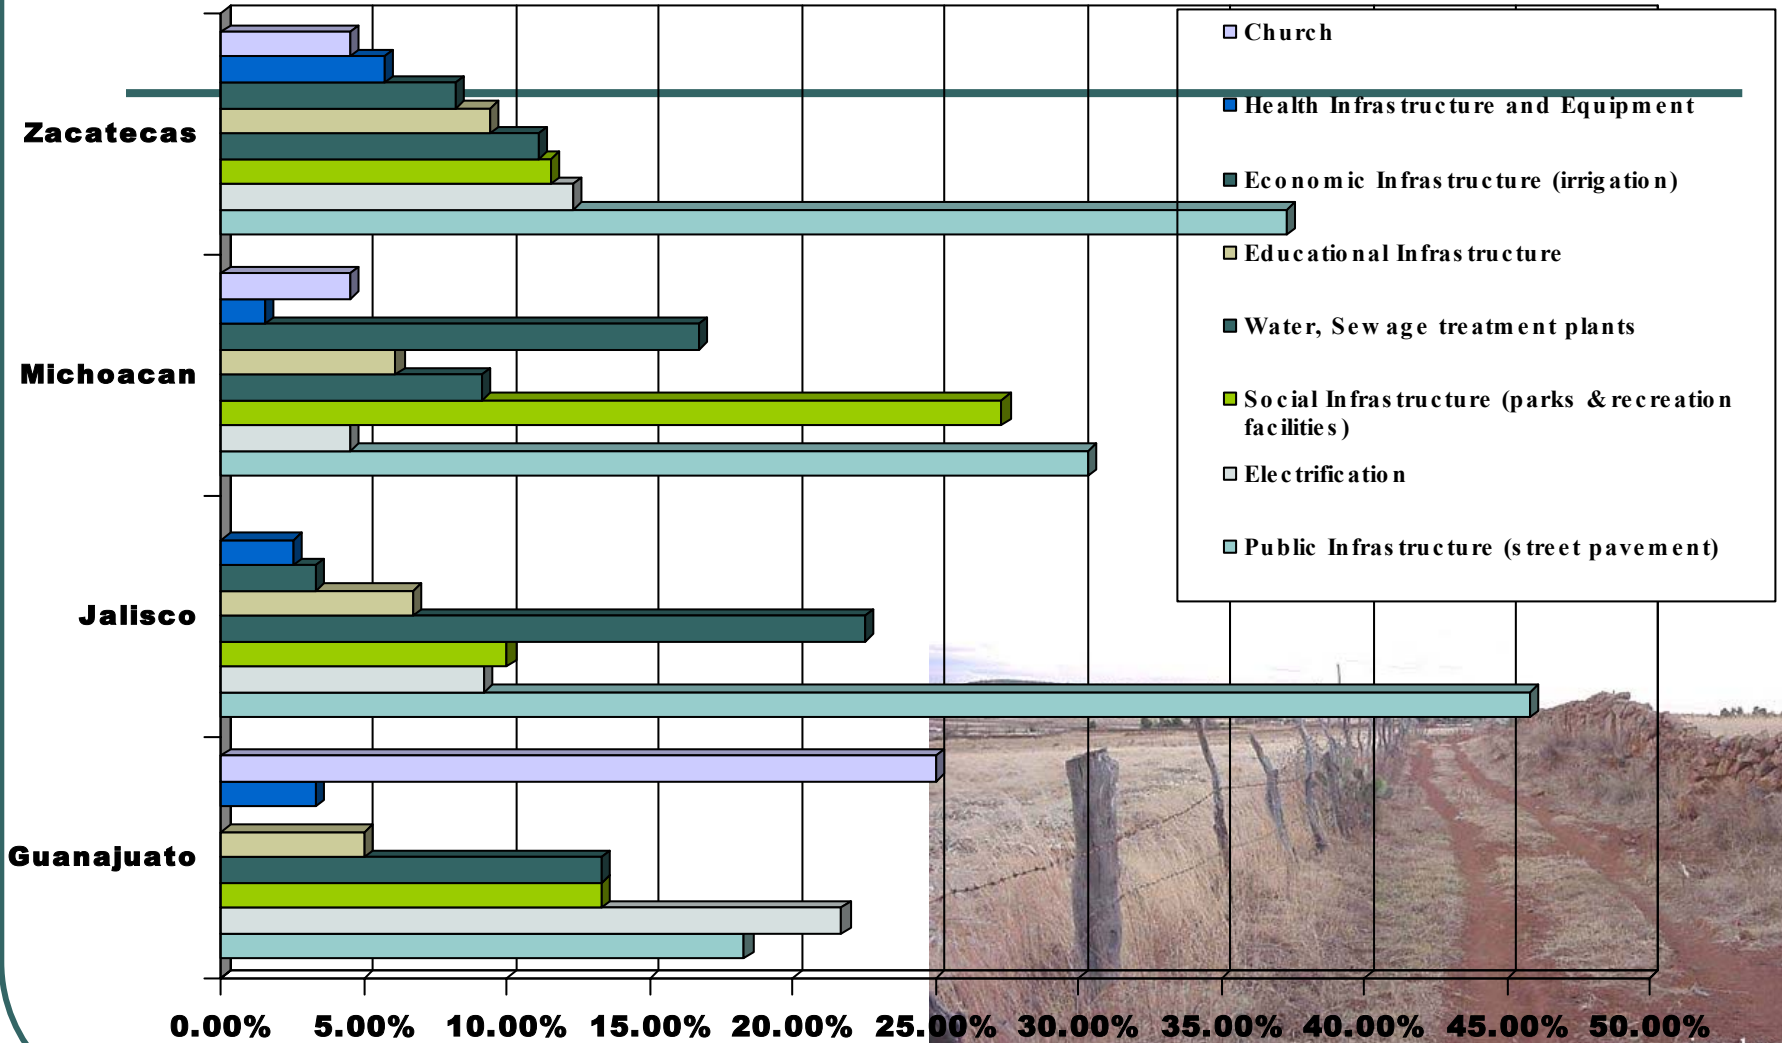 Church
Health Infrastructure and Equipment
Economic Infrastructure (irrigation)
Educational Infrastructure
Water, Sewage treatment plants
Social Infrastructure (parks & recreation
facilities)
Electrification
Public Infrastructure (street pavement)
Zacatecas
Michoacan
Jalisco
Guanajuato
0.00% 5.00% 10.00% 15.00% 20.00% 25.00% 30.00% 35.00% 40.00% 45.00% 50.00%